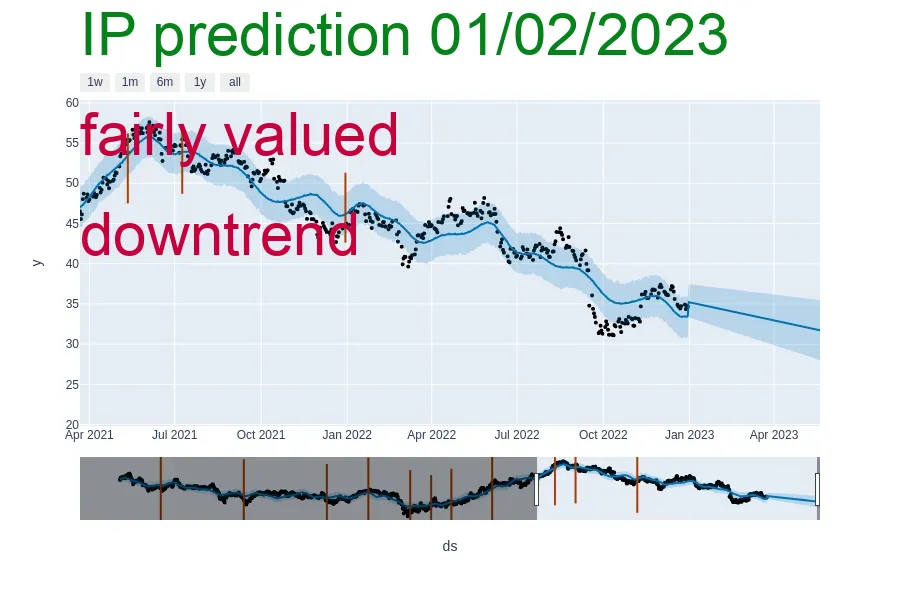 IP prediction 01/02/2023
1w 1m 6m 1y all
fairly valued
downtrend
60
55
50
45
40
35
30
25
20
y
Apr 2021 Jul 2021 Oct 2021 Jan 2022 Apr 2022 Jul 2022 Oct 2022 Jan 2023 Apr 2023
ds